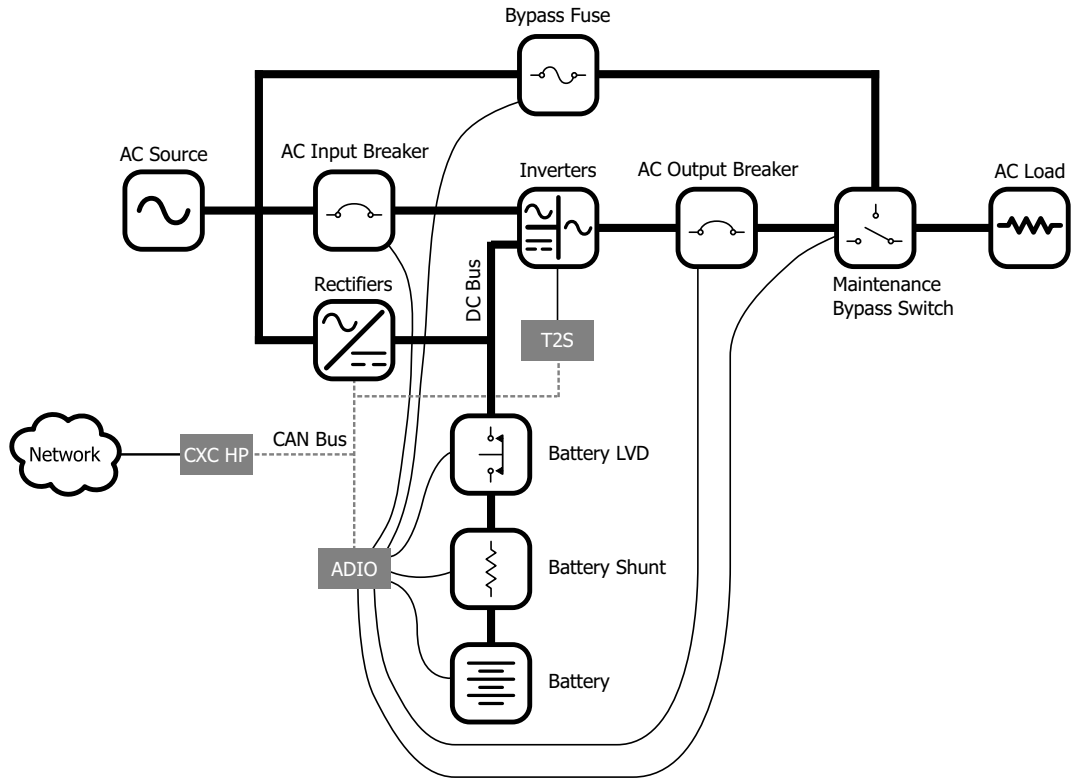 Bypass Fuse
AC Source
AC Input Breaker
Inverters
AC Output Breaker
AC Load
Rectifiers
DC Bus
Maintenance
Bypass Switch
T2S
Network
CXC HP
CAN Bus
Battery LVD
ADIO
Battery Shunt
Battery